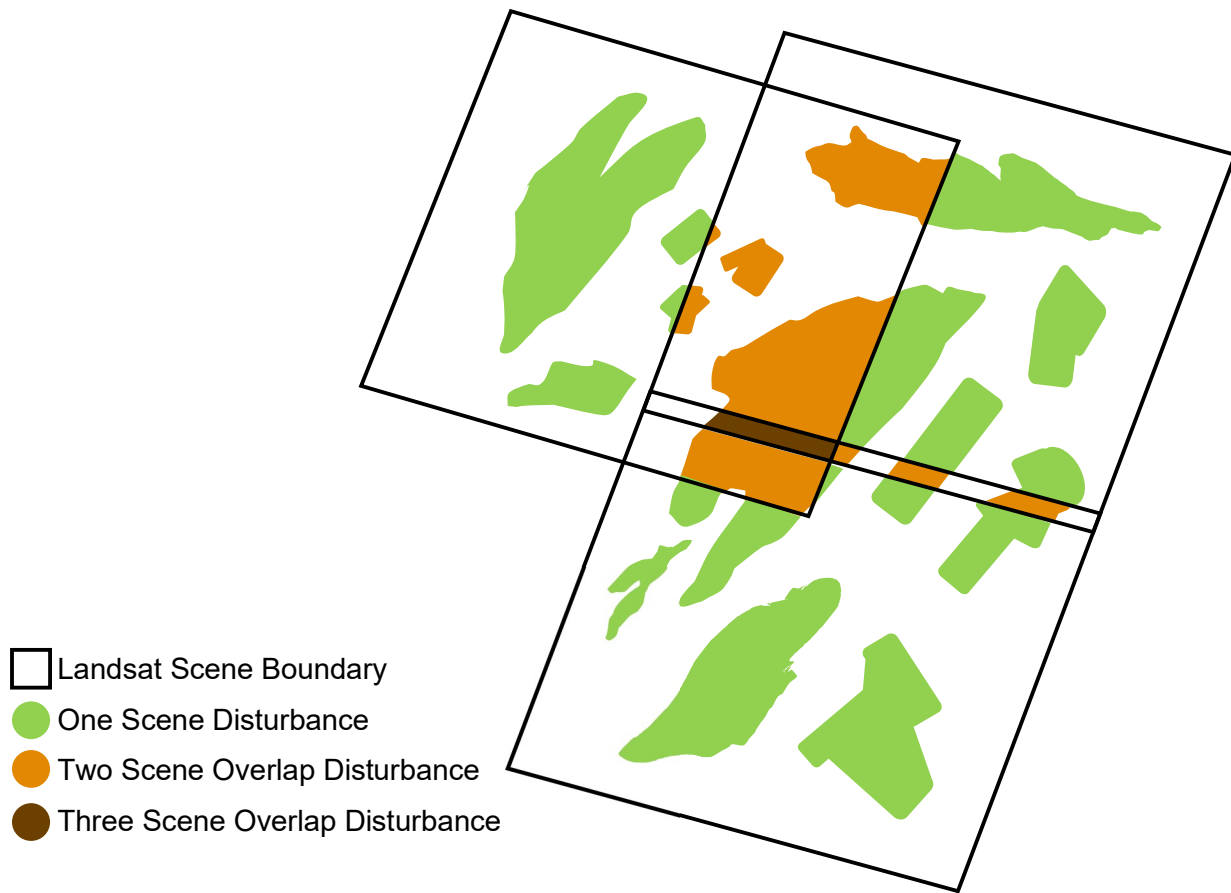 Landsat Scene Boundary
One Scene Disturbance
Two Scene Overlap Disturbance
Three Scene Overlap Disturbance